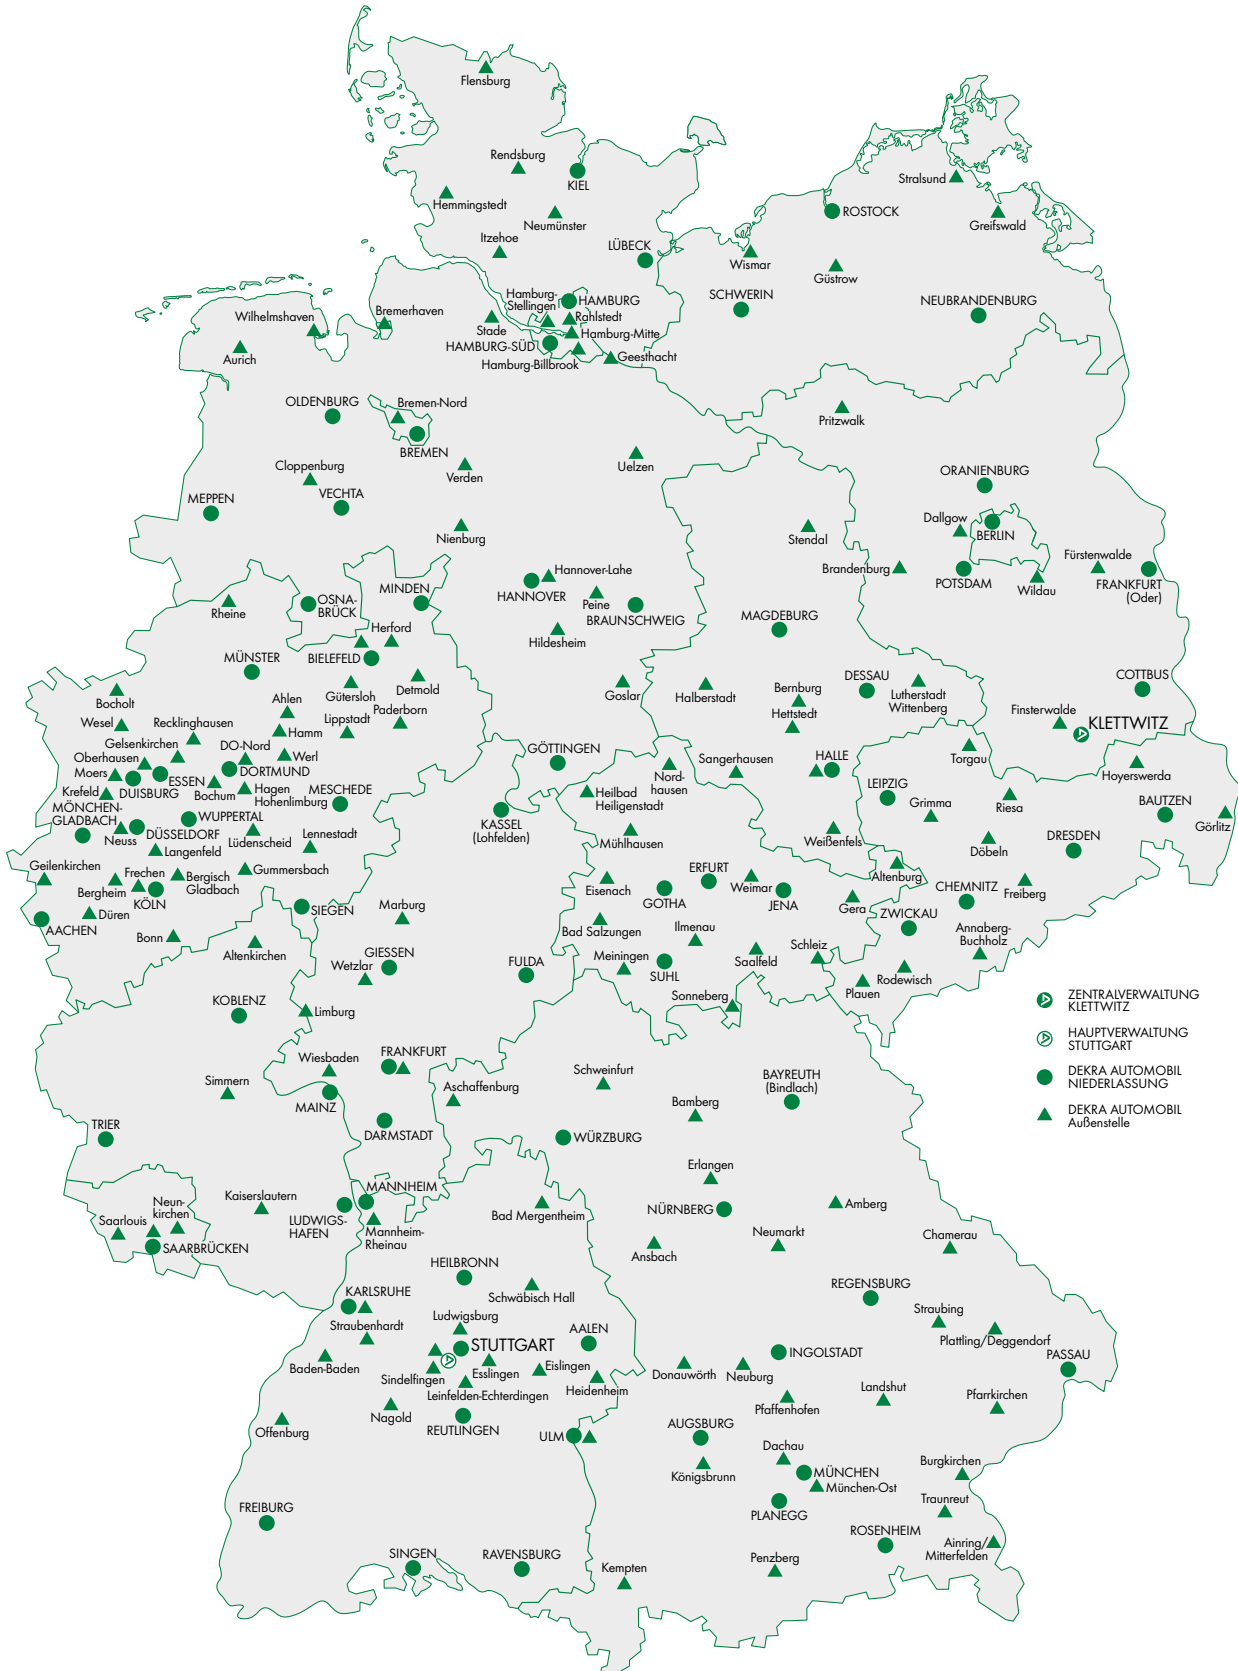 Flensburg
Rendsburg
KIEL
Hemmingstedt
Neumünster
Itzehoe
LÜBECK
Stralsund
ROSTOCK
Greifswald
Wismar
Güstrow
SCHWERIN
NEUBRANDENBURG
Hamburg-
Stellingen
HAMBURG
Rahlstedt
Hamburg-Mitte
Stade
HAMBURG-SÜD
Hamburg-Billbrook
Geesthacht
Wilhelmshaven
Bremerhaven
Aurich
OLDENBURG
Bremen-Nord
BREMEN
Pritzwalk
Cloppenburg
VECHTA
Verden
Uelzen
MEPPEN
Nienburg
ORANIENBURG
Dallgow
BERLIN
Stendal
Brandenburg
POTSDAM
Wildau
Fürstenwalde
FRANKFURT
(Oder)
Hannover-Lahe
HANNOVER
Peine
BRAUNSCHWEIG
Hildesheim
Goslar
MINDEN
OSNA-
BRÜCK
Rheine
Herford
BIELEFELD
MÜNSTER
Gütersloh
Detmold
Paderborn
MAGDEBURG
Halberstadt
DESSAU
Bernburg
Hettstedt
Lutherstadt
Wittenberg
COTTBUS
Finsterwalde
KLETTWITZ
Bocholt
Wesel
Recklinghausen
Ahlen
Lippstadt
Hamm
Gelsenkirchen
Oberhausen
DO-Nord
Werl
Moers
ESSEN
DORTMUND
DUISBURG
Bochum
Hagen
Hohenlimburg
MESCHEDE
Krefeld
MÖNCHEN-
GLADBACH
WUPPERTAL
Neuss
DÜSSELDORF
Langenfeld
Lüdenscheid
Lennestadt
Geilenkirchen
Frechen
Bergisch
Gladbach
Gummersbach
Bergheim
KÖLN
Düren
AACHEN
Bonn
SIEGEN
GÖTTINGEN
KASSEL
(Lohfelden)
Heilbad
Heiligenstadt
Nord-
hausen
Sangerhausen
HALLE
Mühlhausen
Weißenfels
LEIPZIG
Grimma
Torgau
Riesa
Hoyerswerda
BAUTZEN
Görlitz
Döbeln
DRESDEN
Altenburg
Freiberg
CHEMNITZ
ZWICKAU
Annaberg-
Buchholz
Rodewisch
Plauen
Eisenach
GOTHA
ERFURT
Weimar
JENA
Gera
Bad Salzungen
Ilmenau
Schleiz
Meiningen
SUHL
Saalfeld
Sonneberg
Marburg
Altenkirchen
GIESSEN
Wetzlar
FULDA
KOBLENZ
Limburg
Wiesbaden
FRANKFURT
Simmern
MAINZ
Aschaffenburg
DARMSTADT
TRIER
Schweinfurt
BAYREUTH
(Bindlach)
Bamberg
WÜRZBURG
Erlangen
NÜRNBERG
Amberg
Neumarkt
Ansbach
Chamerau
Kaiserslautern
Neun-
kirchen
Saarlouis
SAARBRÜCKEN
LUDWIGS-
HAFEN
MANNHEIM
Mannheim-
Rheinau
Bad Mergentheim
HEILBRONN
Schwäbisch Hall
KARLSRUHE
Straubenhardt
Ludwigsburg
STUTTGART
AALEN
Baden-Baden
Sindelfingen
Esslingen
Eislingen
Leinfelden-Echterdingen
Heidenheim
Nagold
REUTLINGEN
Offenburg
ULM
FREIBURG
SINGEN
RAVENSBURG
REGENSBURG
Straubing
Plattling/Deggendorf
INGOLSTADT
PASSAU
Donauwörth
Neuburg
Landshut
Pfarrkirchen
Pfaffenhofen
AUGSBURG
Dachau
Königsbrunn
MÜNCHEN
München-Ost
PLANEGG
Burgkirchen
Traunreut
ROSENHEIM
Ainring/
Mitterfelden
Kempten
Penzberg
ZENTRALVERWALTUNG
KLETTWITZ
HAUPTVERWALTUNG
STUTTGART
DEKRA AUTOMOBIL
NIEDERLASSUNG
DEKRA AUTOMOBIL
Außenstelle